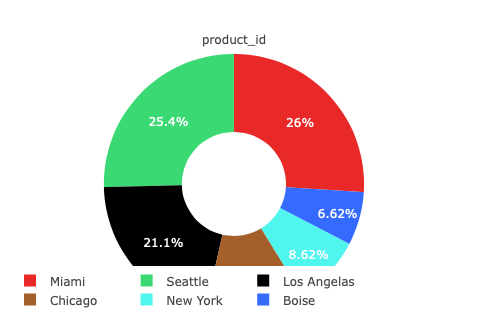 product_id
25.4%
26%
6.62%
21.1%
8.62%
Miami
Seattle
Los Angelas
Chicago
New York
Boise